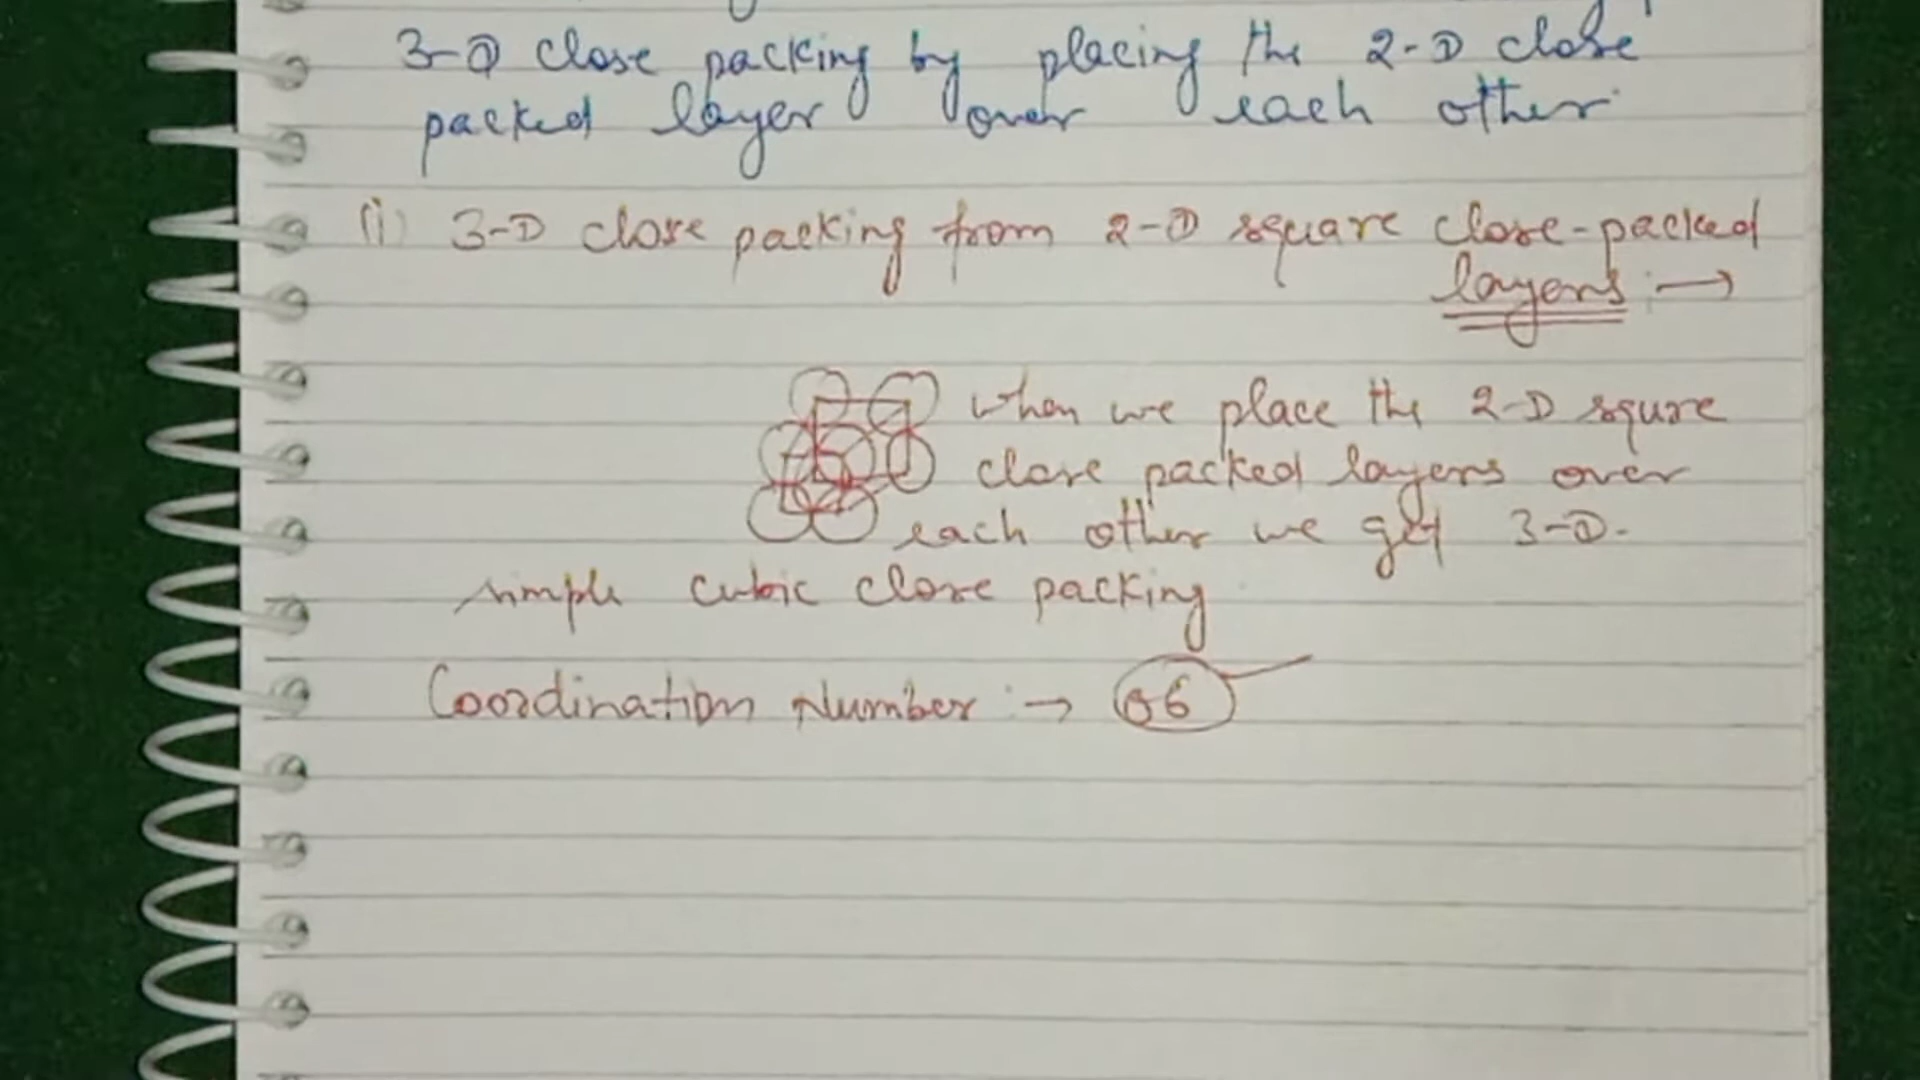 3-D close packing by placing the 2-D close
packed layer over each other
(i) 3-D close packing from 2-D square close-packed
layers :→
When we place the 2-D squre
close packed layers over
each other we get 3-D.
simple cubic close packing
Coordination Number :→ 06